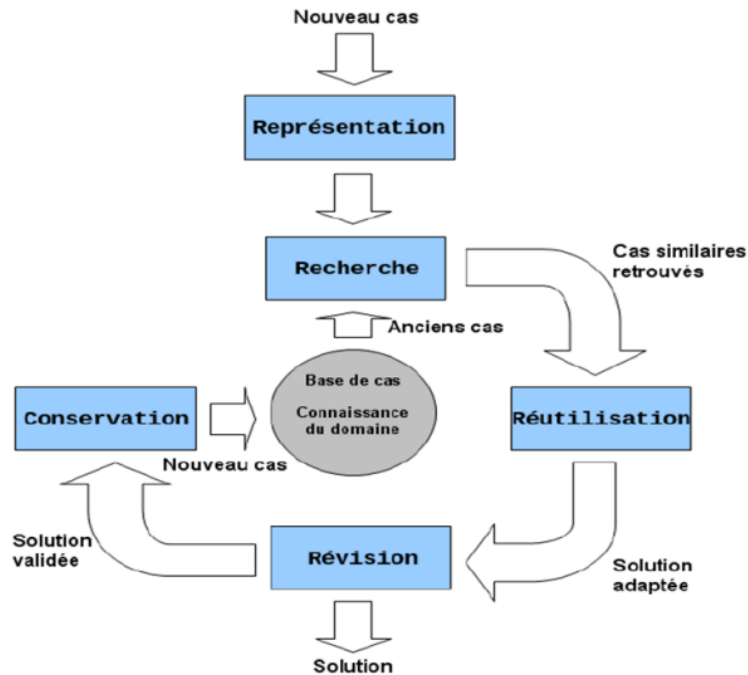 Nouveau cas
Représentation
Recherche
Cas similaires
retrouvés
Anciens cas
Base de cas
Connaissance
du domaine
Conservation
Réutilisation
Nouveau cas
Solution
validée
Révision
Solution
adaptée
Solution